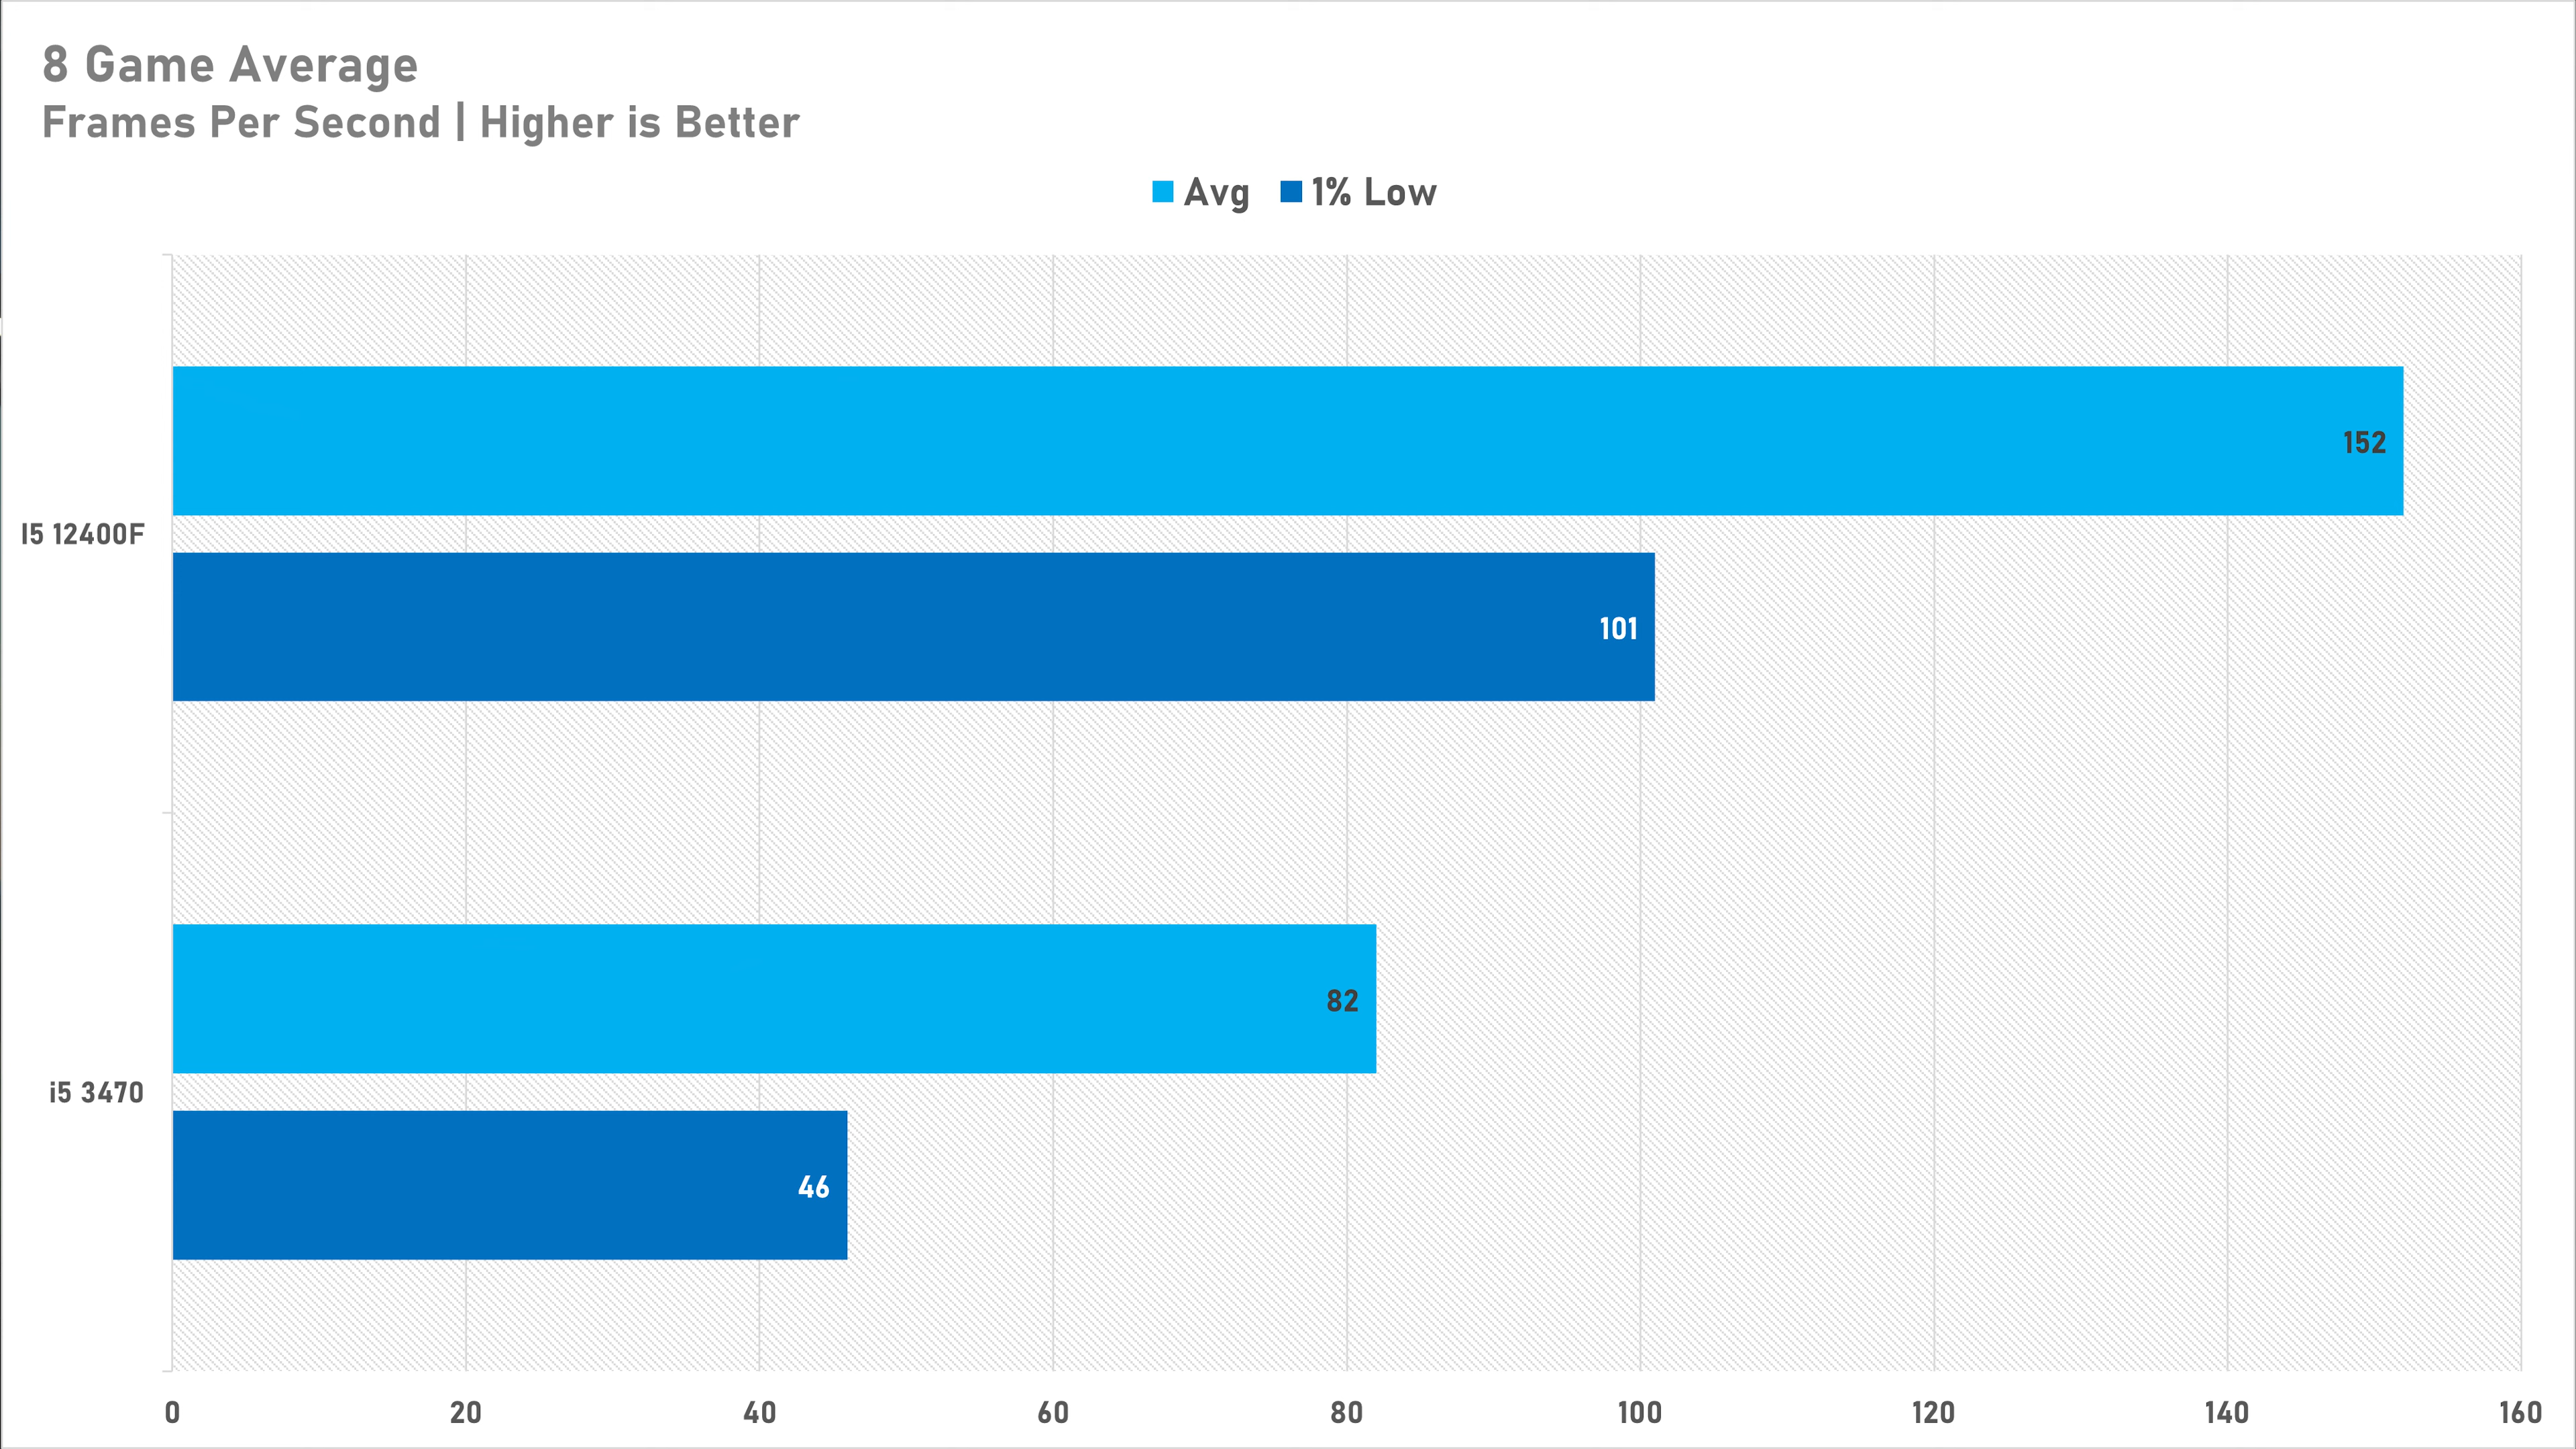 8 Game Average
Frames Per Second | Higher is Better
Avg 1% Low
I5 12400F
152
101
i5 3470
82
46
0 20 40 60 80 100 120 140 160